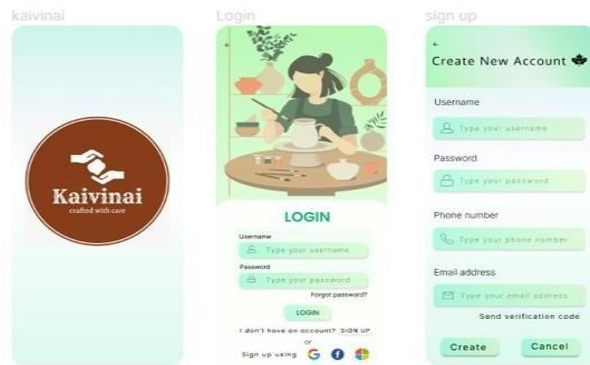 kaivinai
Kaivinai
crafted with care
Login
LOGIN
Username
Type your username
Password
Type your password
Forgot password?
LOGIN
I don't have an account? SIGN UP
or
Sign up using
sign up
Create New Account
Username
Type your username
Password
Type your password
Phone number
Type your phone number
Email address
Type your email address
Send verification code
Create Cancel